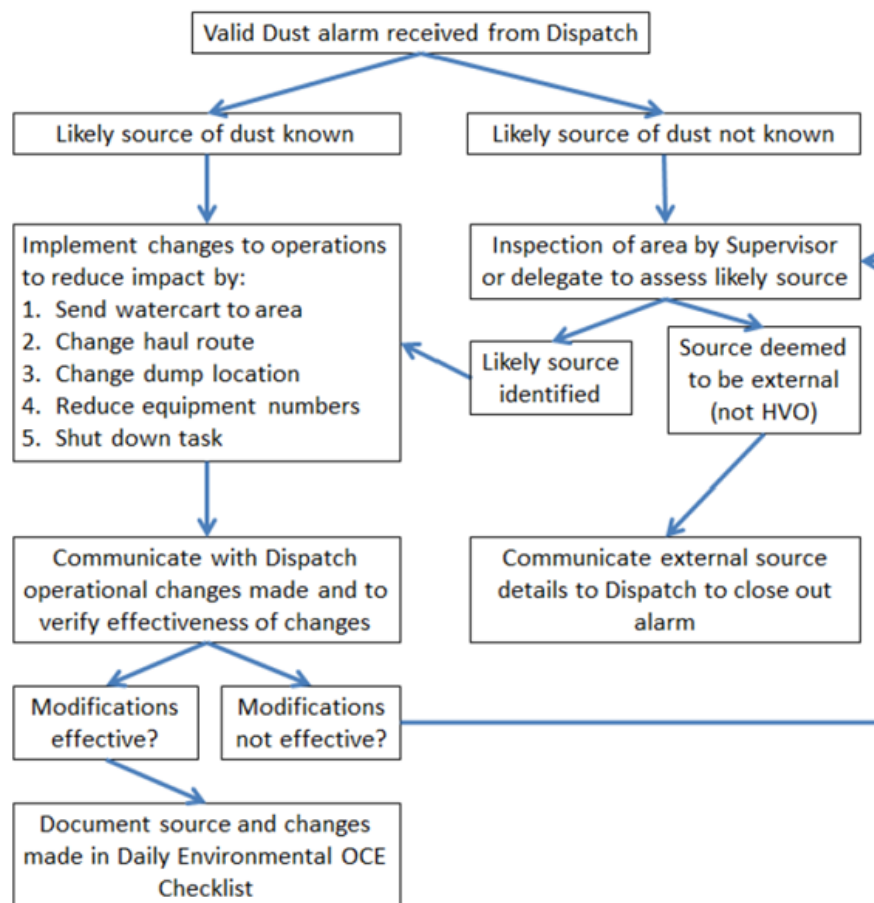 Valid Dust alarm received from Dispatch
Likely source of dust known
Likely source of dust not known
Implement changes to operations
to reduce impact by:
1. Send watercart to area
2. Change haul route
3. Change dump location
4. Reduce equipment numbers
5. Shut down task
Inspection of area by Supervisor
or delegate to assess likely source
Likely source
identified
Source deemed
to be external
(not HVO)
Communicate with Dispatch
operational changes made and to
verify effectiveness of changes
Communicate external source
details to Dispatch to close out
alarm
Modifications
effective?
Modifications
not effective?
Document source and changes
made in Daily Environmental OCE
Checklist